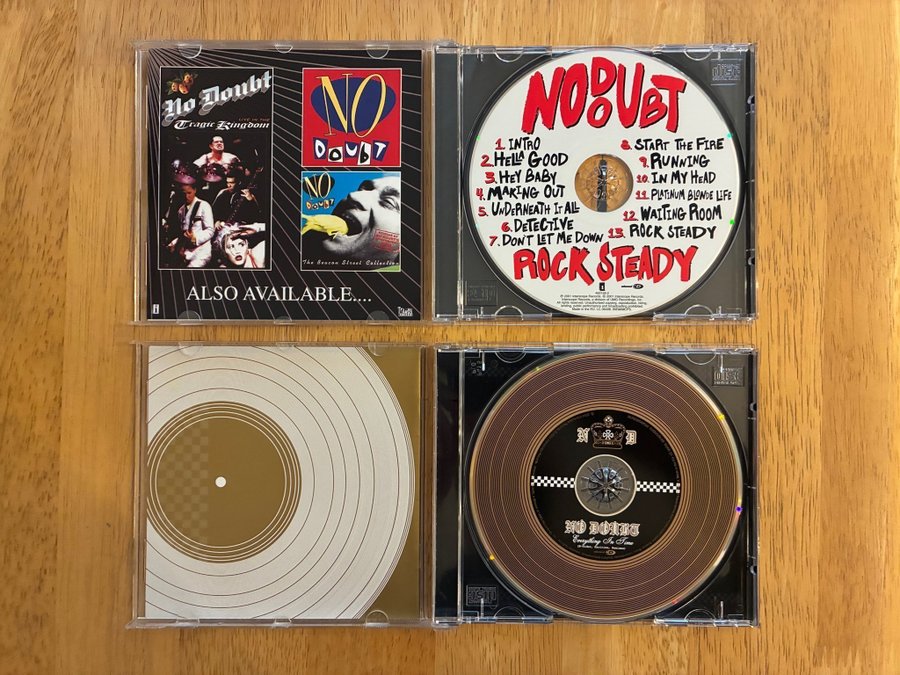 No Doubt
LIVE IN THE
Tragic Kingdom
NO
DOUBT
NO
DOUBT
The Beacon Street Collection
ALSO AVAILABLE....
NO DOUBT
1. INTRO
2. HELLA GOOD
3. HEY BABY
4. MAKING OUT
5. UNDERNEATH IT ALL
6. DETECTIVE
7. DON'T LET ME DOWN
8. START THE FIRE
9. RUNNING
10. IN MY HEAD
11. PLATINUM BLONDE LIFE
12. WAITING ROOM
13. ROCK STEADY
ROCK STEADY
N D
NO DOUBT
Everything In Time